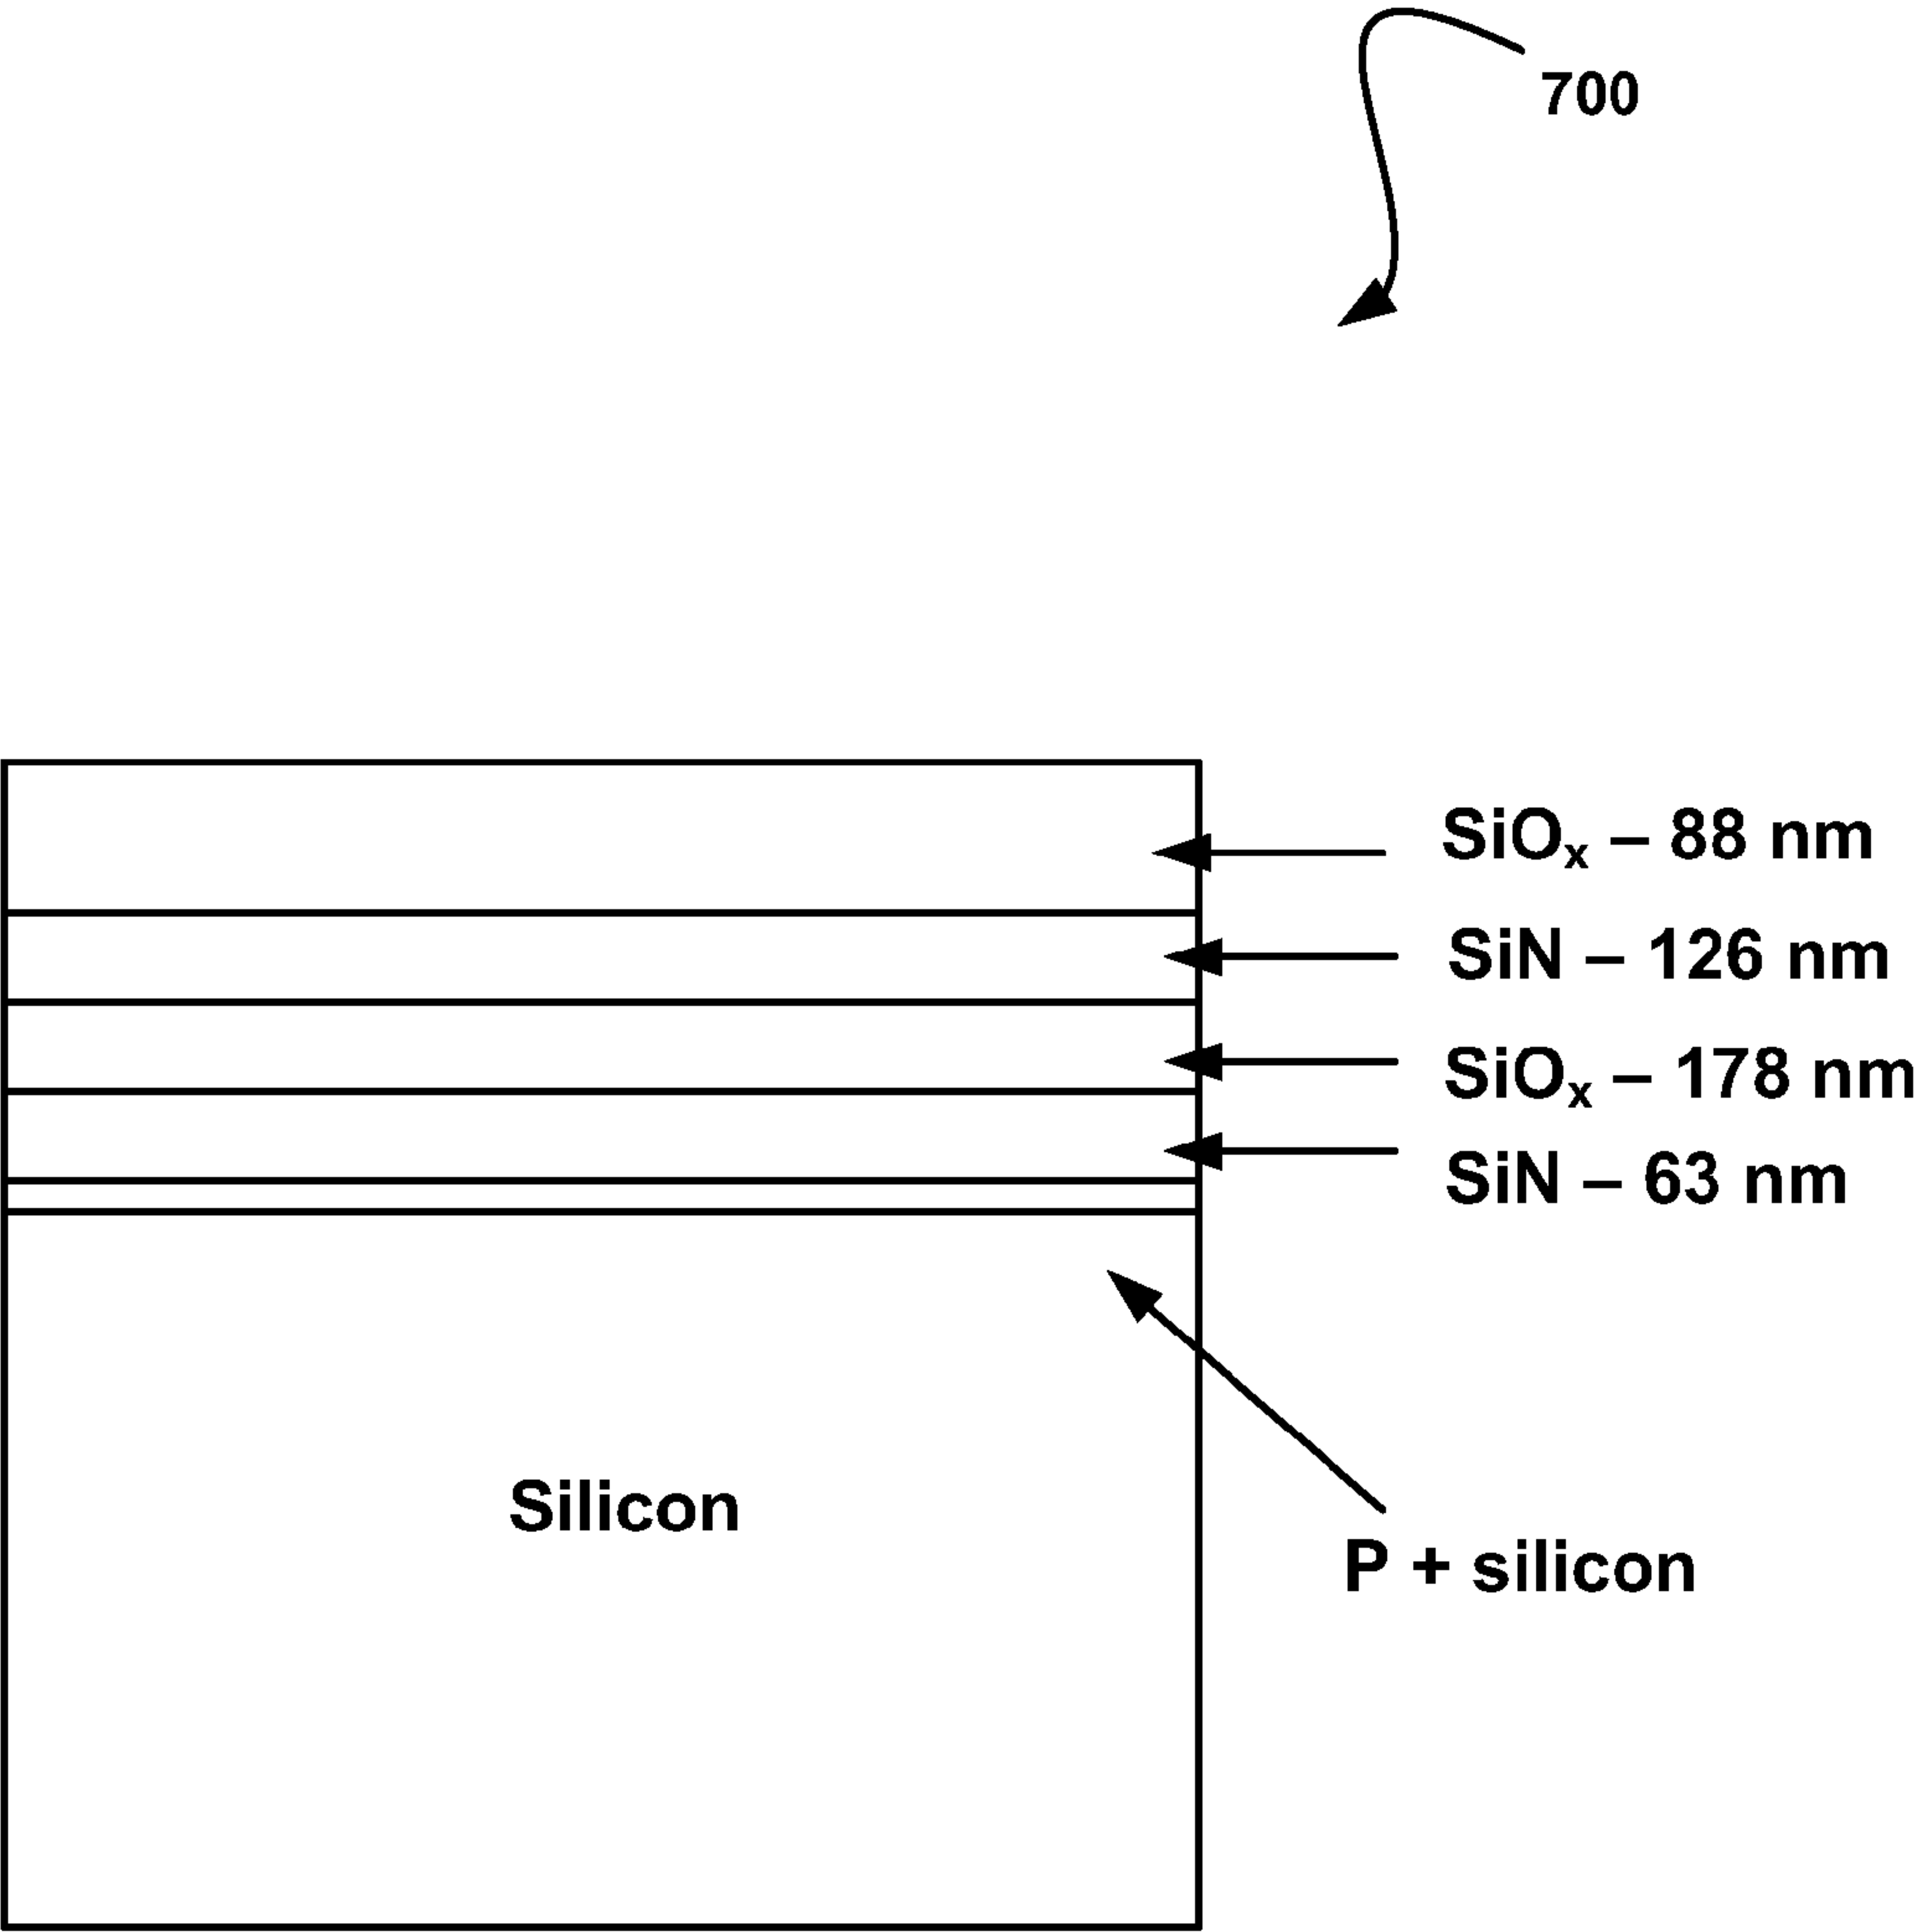 700
SiOₓ – 88 nm
SiN – 126 nm
SiOₓ – 178 nm
SiN – 63 nm
Silicon
P + silicon